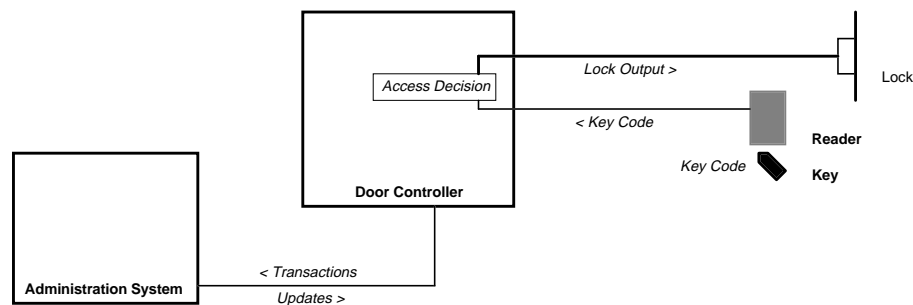 Lock Output >
Lock
Access Decision
< Key Code
Reader
Key Code
Key
Door Controller
< Transactions
Administration System
Updates >